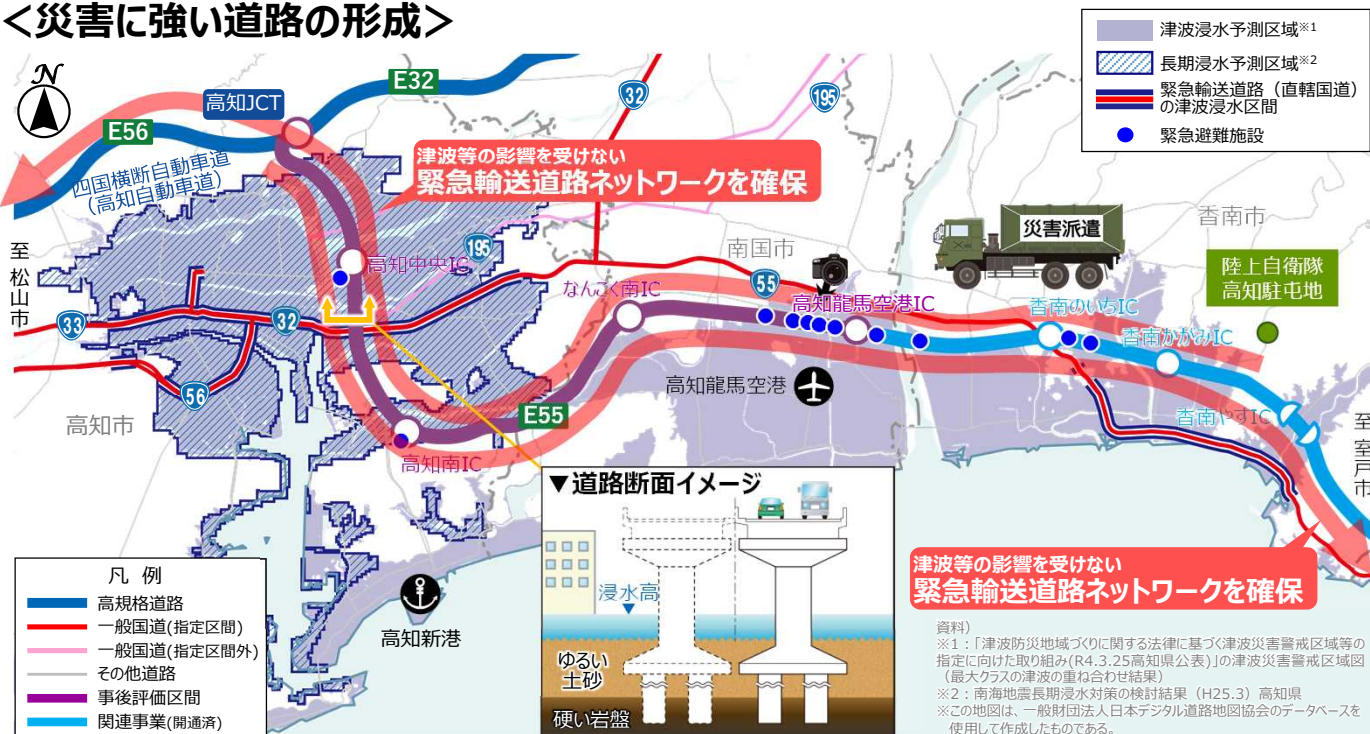 ＜災害に強い道路の形成＞
津波浸水予測区域※1
長期浸水予測区域※2
緊急輸送道路（直轄国道）
の津波浸水区間
緊急避難施設
N
高知JCT
E32
E56
32
195
四国横断自動車道
（高知自動車道）
津波等の影響を受けない
緊急輸送道路ネットワークを確保
災害派遣
香南市
南国市
陸上自衛隊
高知駐屯地
至
松山市
高知中央IC
195
なんこく南IC
55
高知龍馬空港IC
香南のいちIC
香南かがみIC
33
32
56
高知龍馬空港
E55
香南やすIC
高知市
至
室戸市
高知南IC
▼道路断面イメージ
浸水高
ゆるい
土砂
硬い岩盤
津波等の影響を受けない
緊急輸送道路ネットワークを確保
高知新港
凡 例
高規格道路
一般国道(指定区間)
一般国道(指定区間外)
その他道路
事後評価区間
関連事業(開通済)
資料)
※1：「津波防災地域づくりに関する法律に基づく津波災害警戒区域等の
指定に向けた取り組み(R4.3.25高知県公表)」の津波災害警戒区域図
（最大クラスの津波の重ね合わせ結果）
※2：南海地震長期浸水対策の検討結果（H25.3）高知県
※この地図は、一般財団法人日本デジタル道路地図協会のデータベースを
使用して作成したものである。